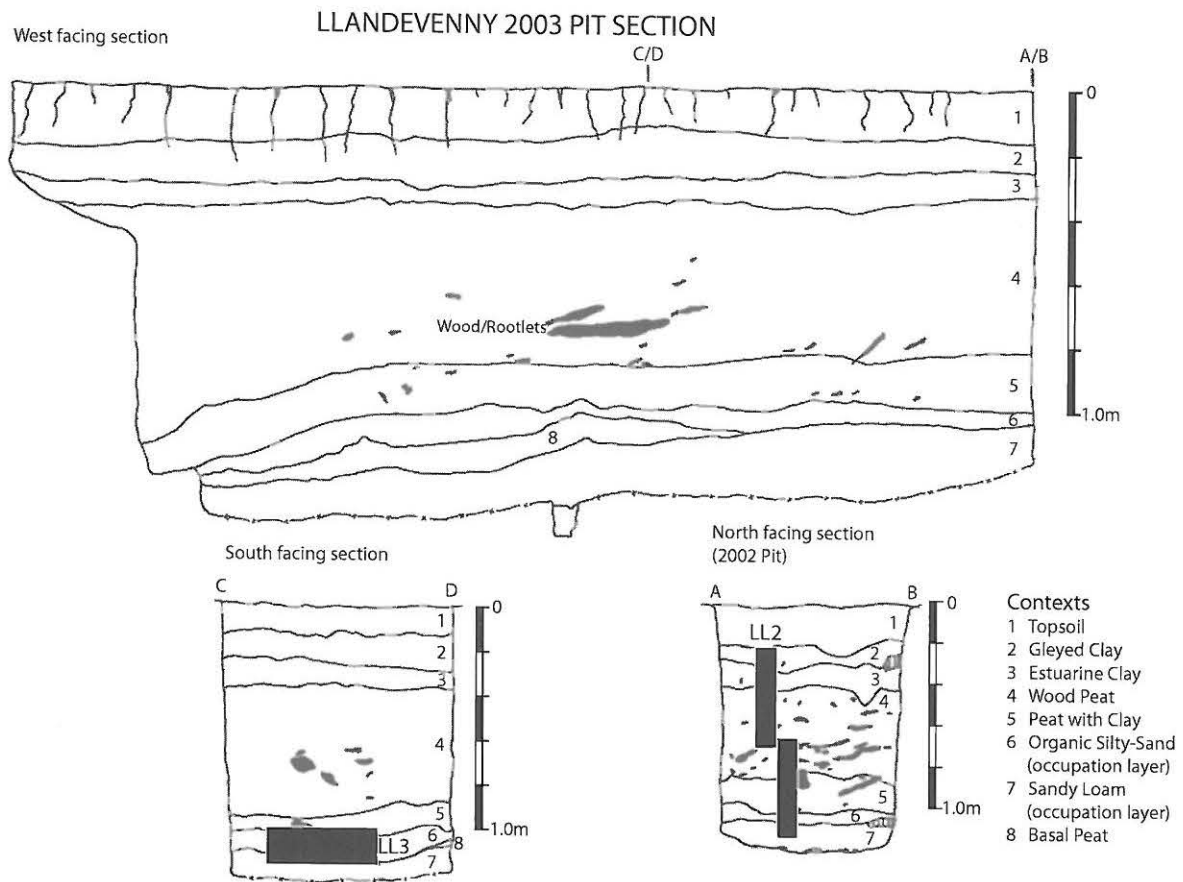 LLANDEVENNY 2003 PIT SECTION
West facing section
C/D
A/B
0
1
2
3
4
Wood/Rootlets
5
1.0m
6
8
7
South facing section
C
D
0
1
2
3
4
5
1.0m
6
8
LL3
7
North facing section
(2002 Pit)
A
B
0
1
LL2
2
3
4
5
1.0m
6
7
Contexts
1 Topsoil
2 Gleyed Clay
3 Estuarine Clay
4 Wood Peat
5 Peat with Clay
6 Organic Silty-Sand
(occupation layer)
7 Sandy Loam
(occupation layer)
8 Basal Peat